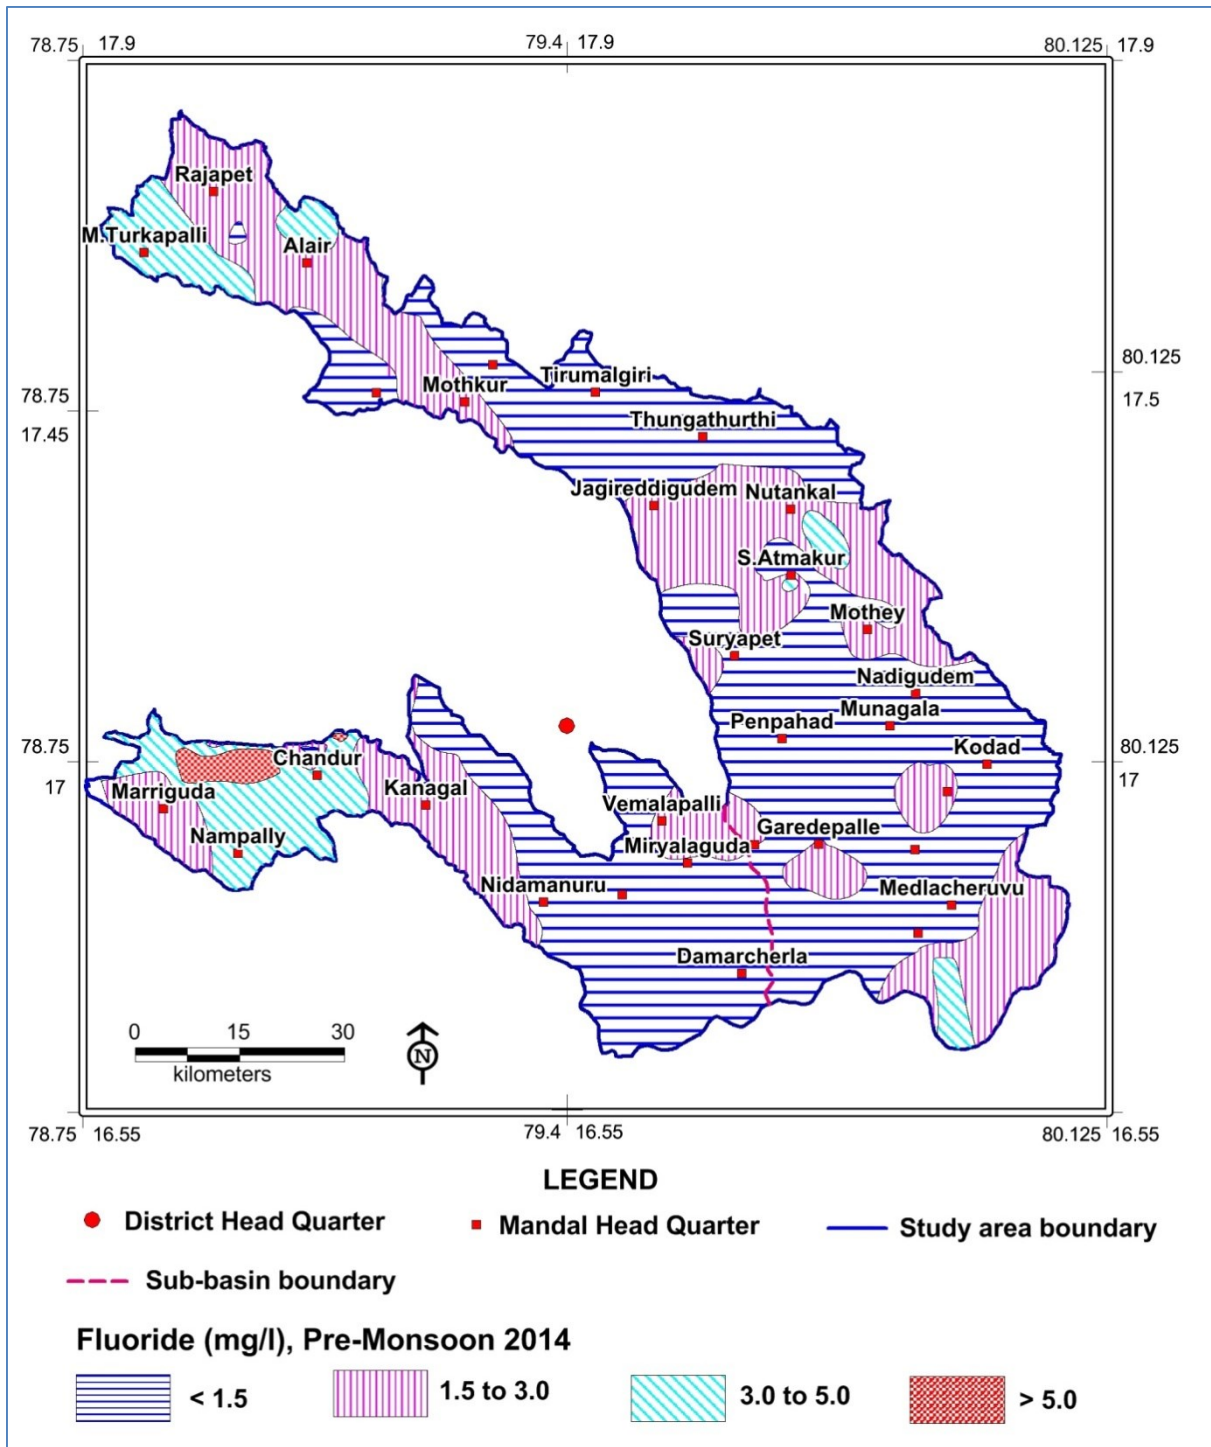 78.75 17.9
79.4 17.9
80.125 17.9
Rajapet
M.Turkapalli
Alair
80.125
17.5
Tirumalgiri
Mothkur
78.75
17.45
Thungathurthi
Jagireddigudem
Nutankal
S.Atmakur
Mothey
Suryapet
Nadigudem
Munagala
Penpahad
78.75
17
Kodad
80.125
17
Chandur
Marriguda
Kanagal
Vemalapalli
Garedepalle
Nampally
Miryalaguda
Nidamanuru
Medlacheruvu
Damarcherla
0 15 30
kilometers
N
78.75 16.55
79.4 16.55
80.125 16.55
LEGEND
District Head Quarter
Mandal Head Quarter
Study area boundary
Sub-basin boundary
Fluoride (mg/l), Pre-Monsoon 2014
< 1.5
1.5 to 3.0
3.0 to 5.0
> 5.0